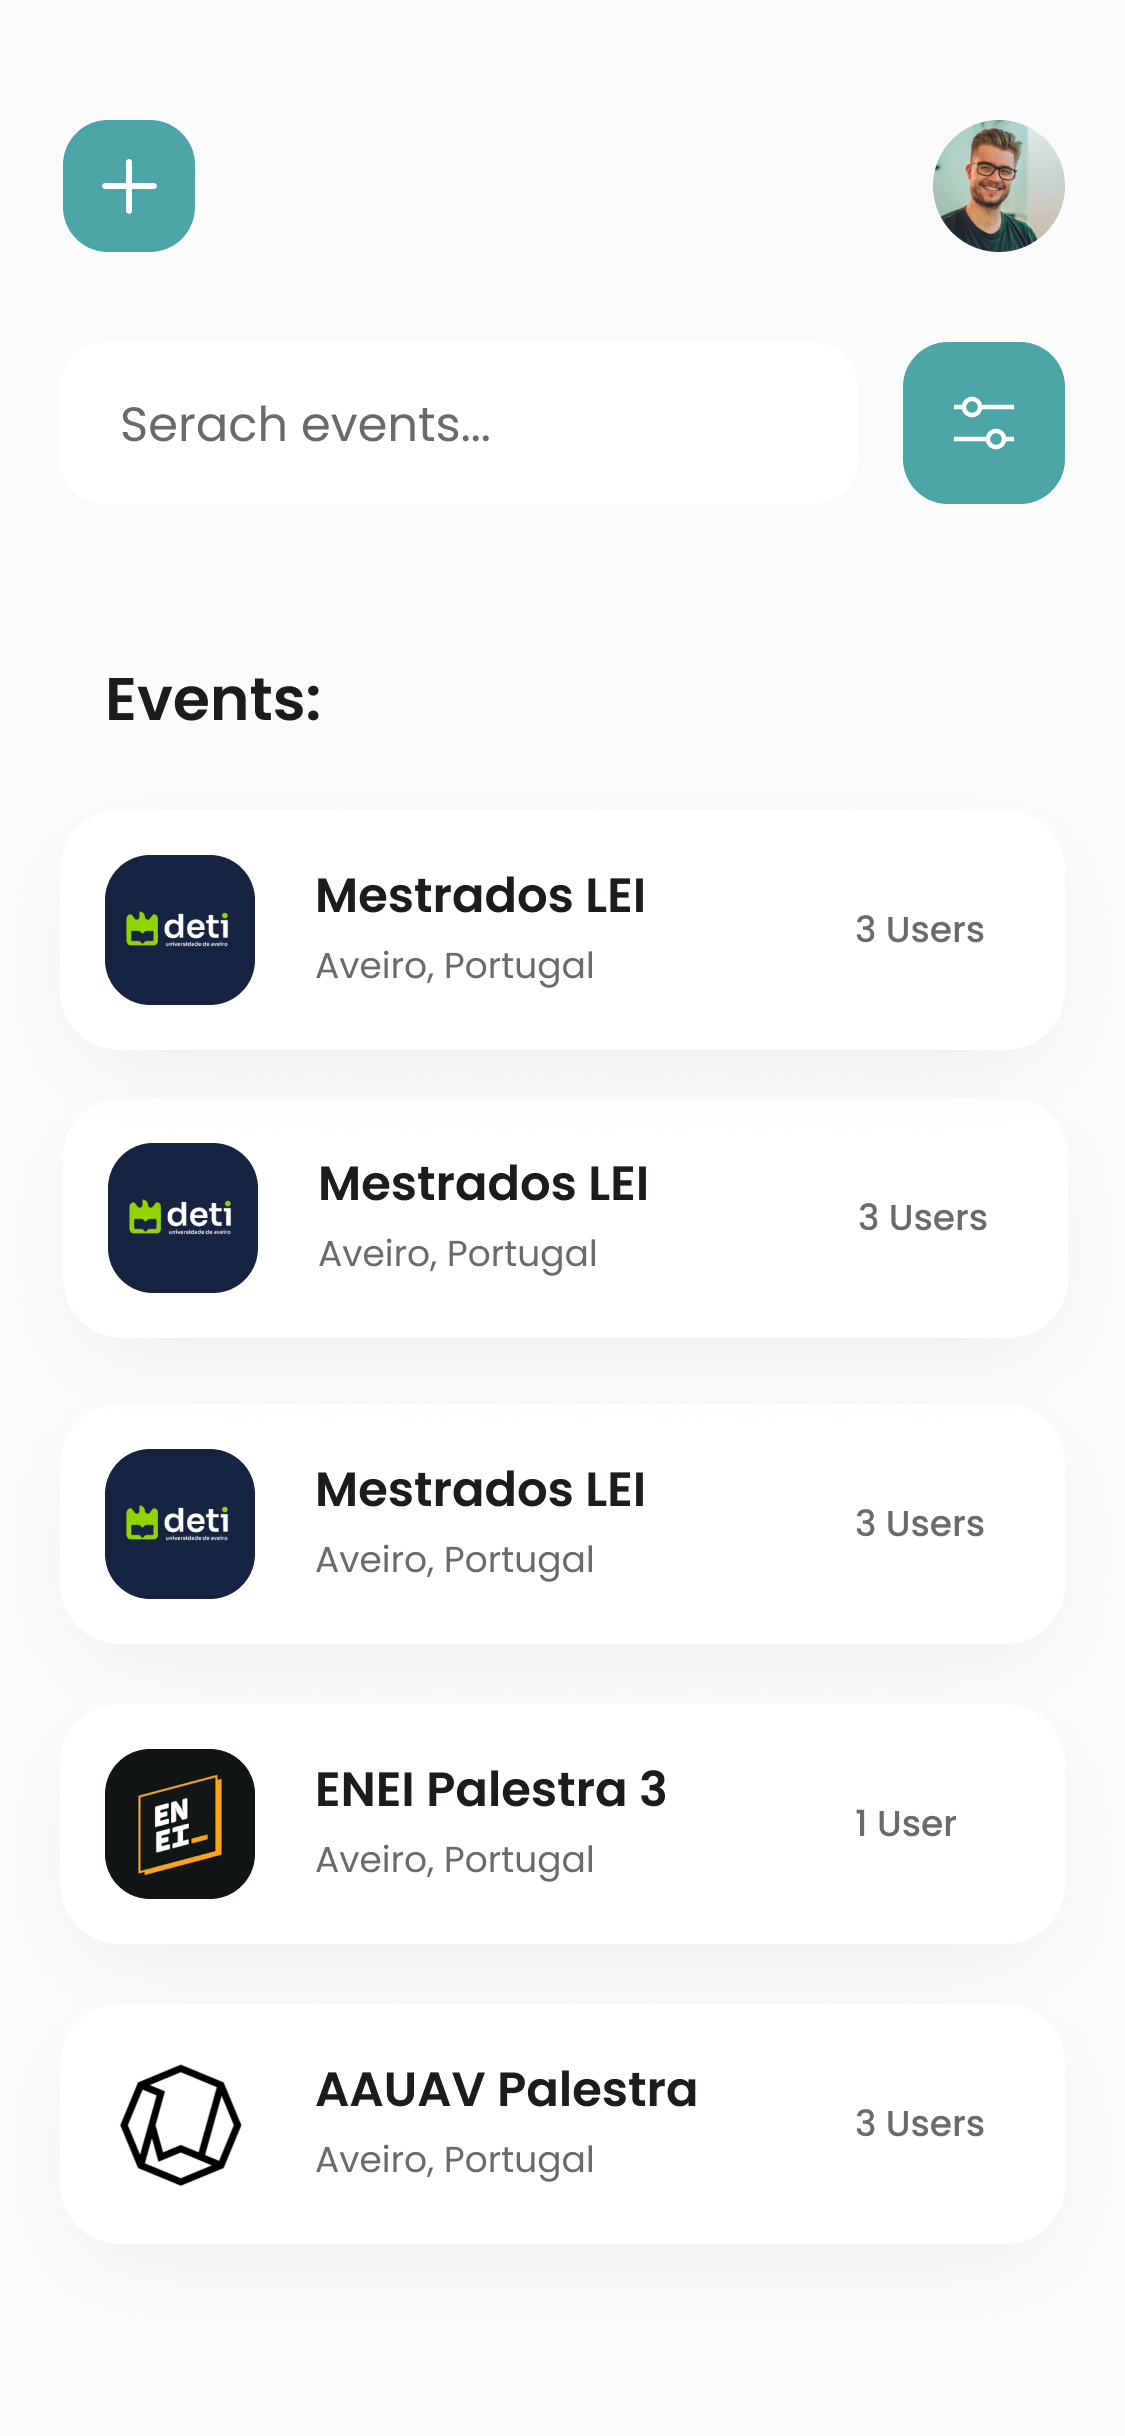 Serach events...
Events:
deti
universidade de aveiro
Mestrados LEI
Aveiro, Portugal
3 Users
deti
universidade de aveiro
Mestrados LEI
Aveiro, Portugal
3 Users
deti
universidade de aveiro
Mestrados LEI
Aveiro, Portugal
3 Users
EN
EI_
ENEI Palestra 3
Aveiro, Portugal
1 User
AAUAV Palestra
Aveiro, Portugal
3 Users